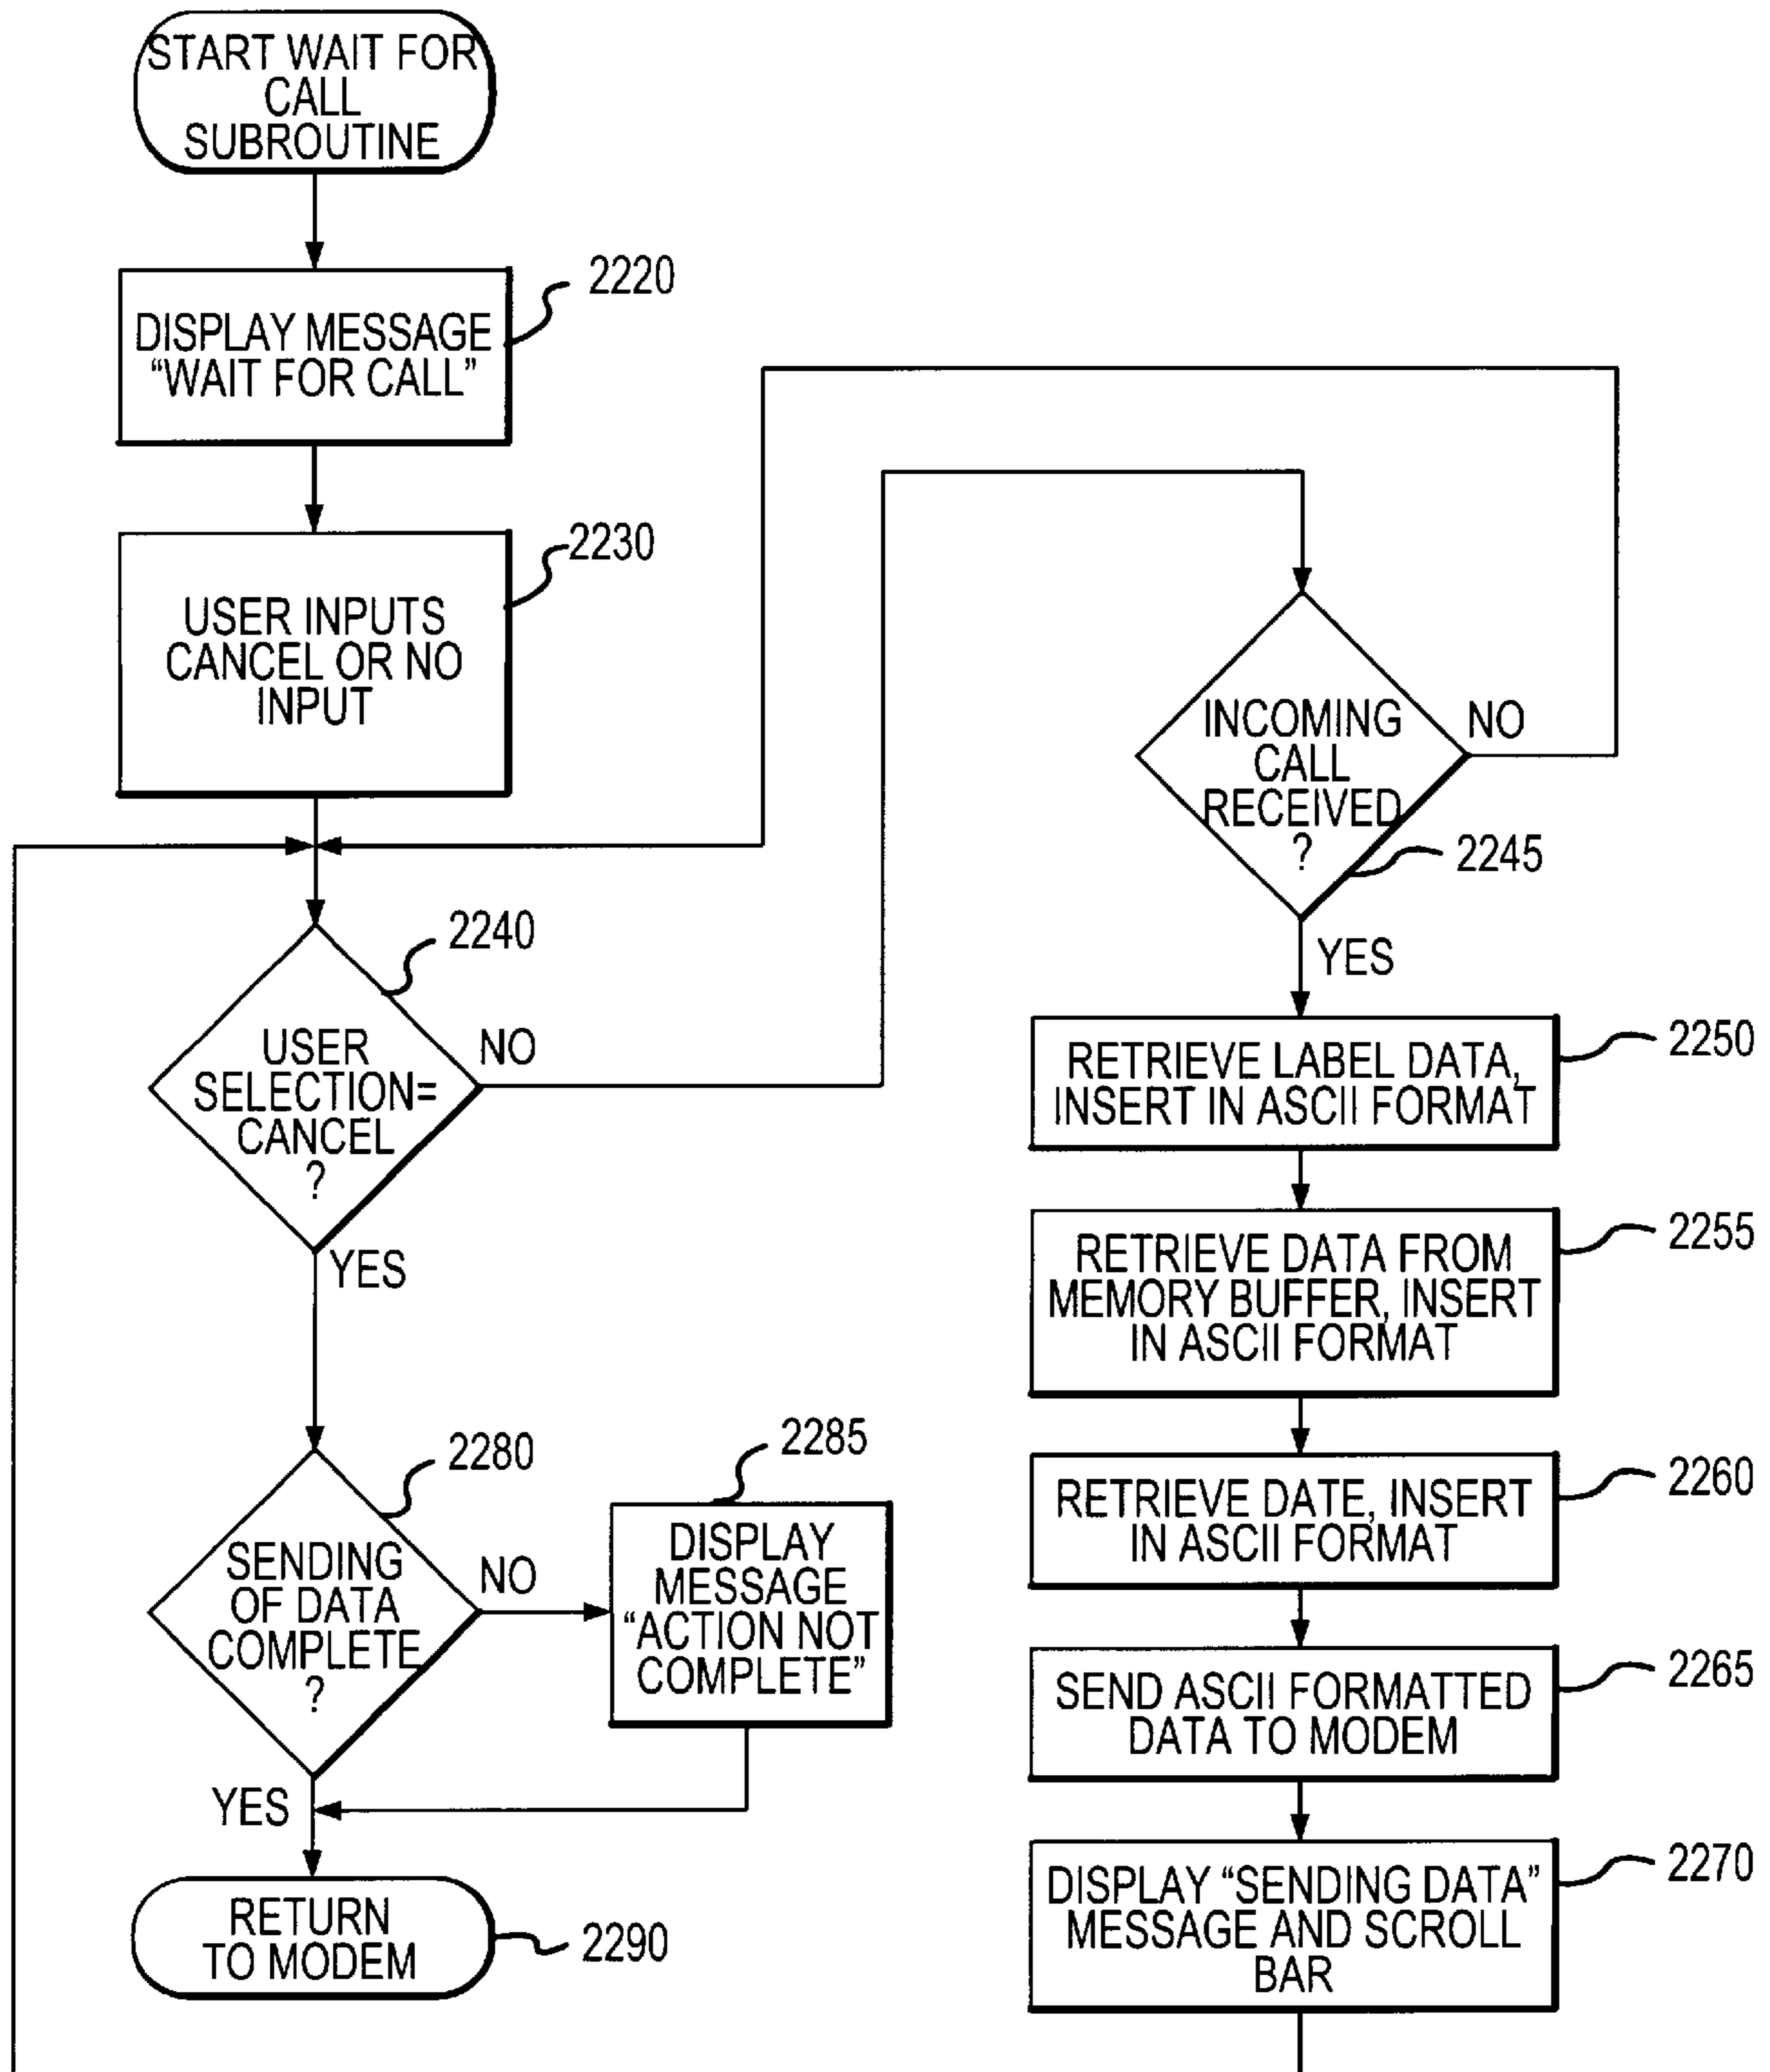 START WAIT FOR
CALL
SUBROUTINE
2220
DISPLAY MESSAGE
“WAIT FOR CALL”
2230
USER INPUTS
CANCEL OR NO
INPUT
2240
USER
SELECTION=
CANCEL
?
NO
YES
INCOMING
CALL
RECEIVED
?
NO
2245
YES
2250
RETRIEVE LABEL DATA,
INSERT IN ASCII FORMAT
2255
RETRIEVE DATA FROM
MEMORY BUFFER, INSERT
IN ASCII FORMAT
2260
RETRIEVE DATE, INSERT
IN ASCII FORMAT
2265
SEND ASCII FORMATTED
DATA TO MODEM
2270
DISPLAY “SENDING DATA”
MESSAGE AND SCROLL
BAR
2280
SENDING
OF DATA
COMPLETE
?
NO
2285
DISPLAY
MESSAGE
“ACTION NOT
COMPLETE”
YES
RETURN
TO MODEM
2290